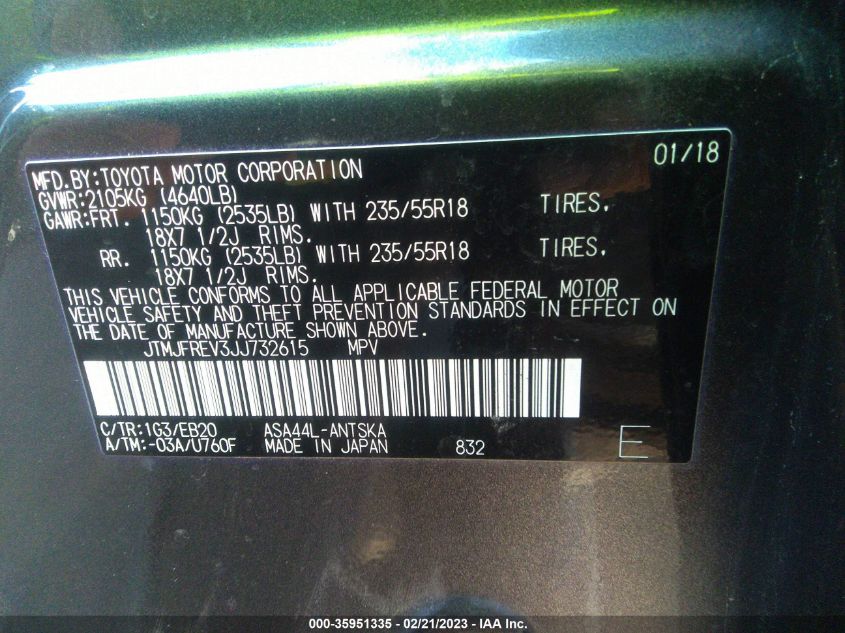 01/18
MFD.BY:TOYOTA MOTOR CORPORATION
GVWR:2105KG (4640LB)
GAWR:FRT. 1150KG (2535LB) WITH 235/55R18 TIRES.
18X7 1/2J RIMS.
RR. 1150KG (2535LB) WITH 235/55R18 TIRES.
18X7 1/2J RIMS.
THIS VEHICLE CONFORMS TO ALL APPLICABLE FEDERAL MOTOR
VEHICLE SAFETY AND THEFT PREVENTION STANDARDS IN EFFECT ON
THE DATE OF MANUFACTURE SHOWN ABOVE.
JTMJFREV3JJ732615 MPV
C/TR:1G3/EB20 ASA44L-ANTSKA
A/TM:-03A/U760F MADE IN JAPAN 832 E
000-35951335 - 02/21/2023 - IAA Inc.